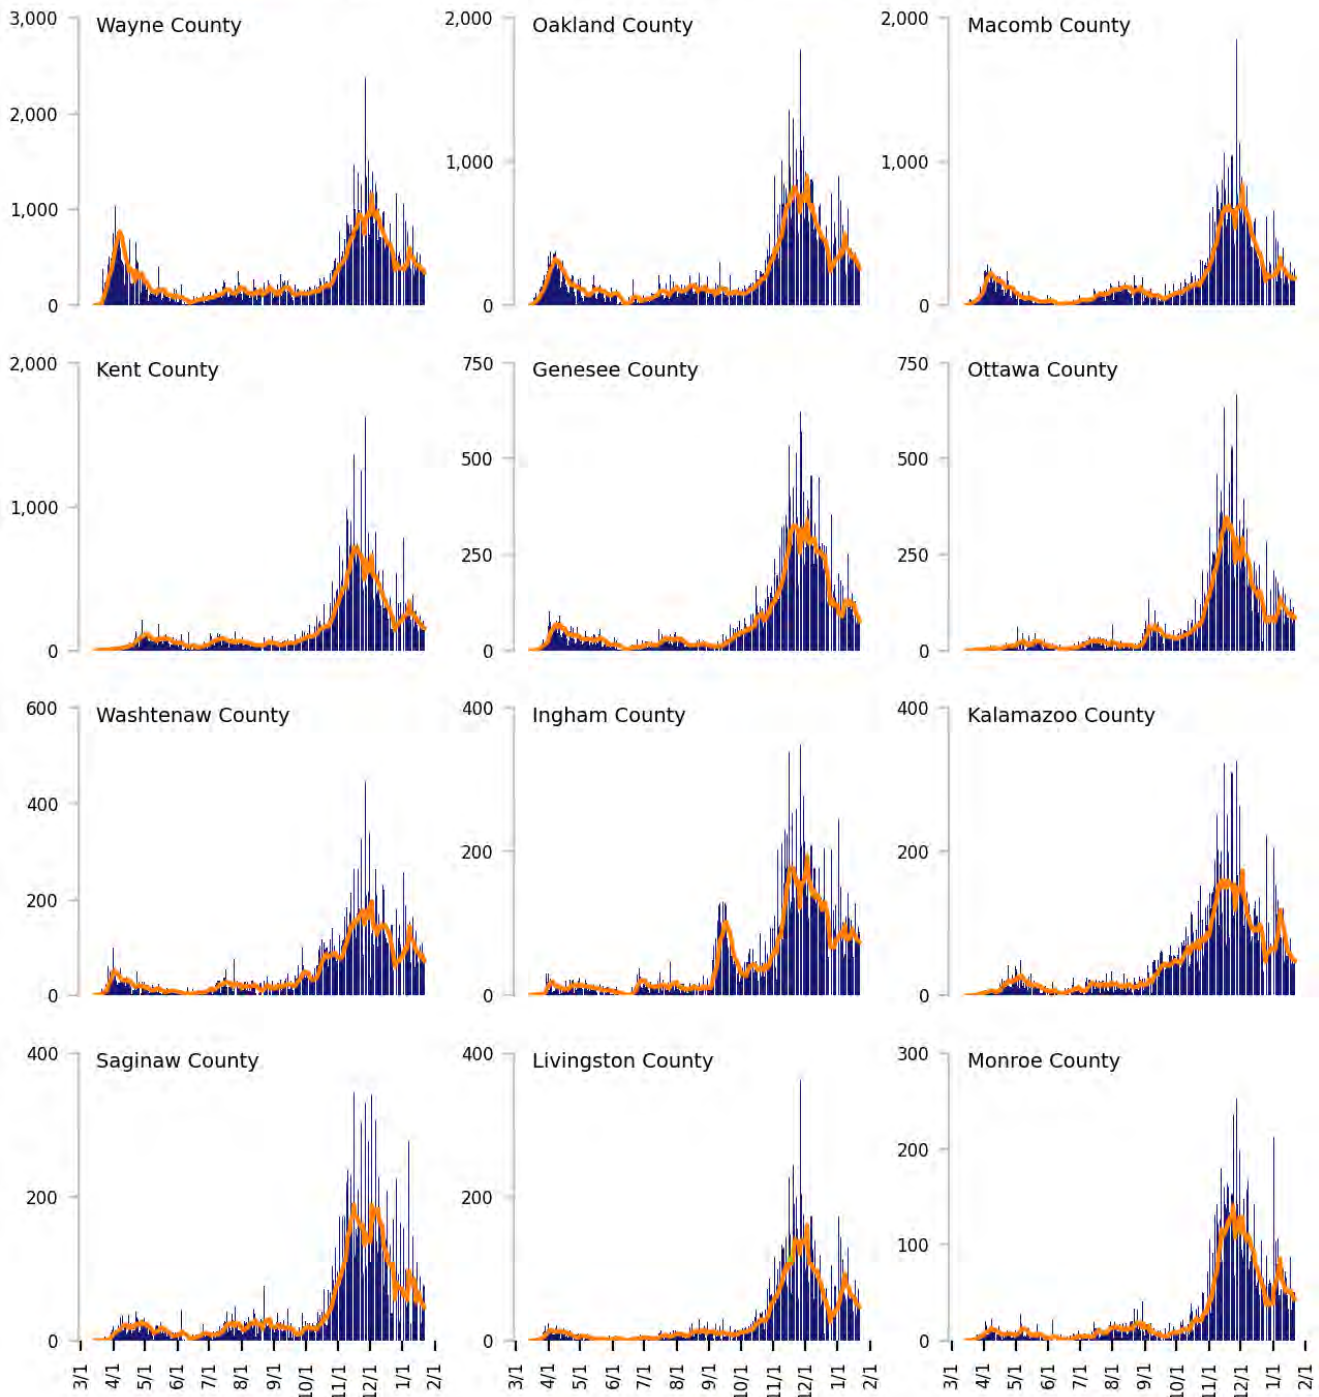 3,000 Wayne County 2,000 Oakland County 2,000 Macomb County
2,000
1,000 1,000 1,000
0 0 0
2,000 Kent County 750 Genesee County 750 Ottawa County
500 500
1,000
250 250
0 0 0
600 Washtenaw County 400 Ingham County 400 Kalamazoo County
400
200 200 200
0 0 0
400 Saginaw County 400 Livingston County 300 Monroe County
200
200 200
100
0 0 0
3/1 4/1 5/1 6/1 7/1 8/1 9/1 10/1 11/1 12/1 1/1 2/1 3/1 4/1 5/1 6/1 7/1 8/1 9/1 10/1 11/1 12/1 1/1 2/1 3/1 4/1 5/1 6/1 7/1 8/1 9/1 10/1 11/1 12/1 1/1 2/1